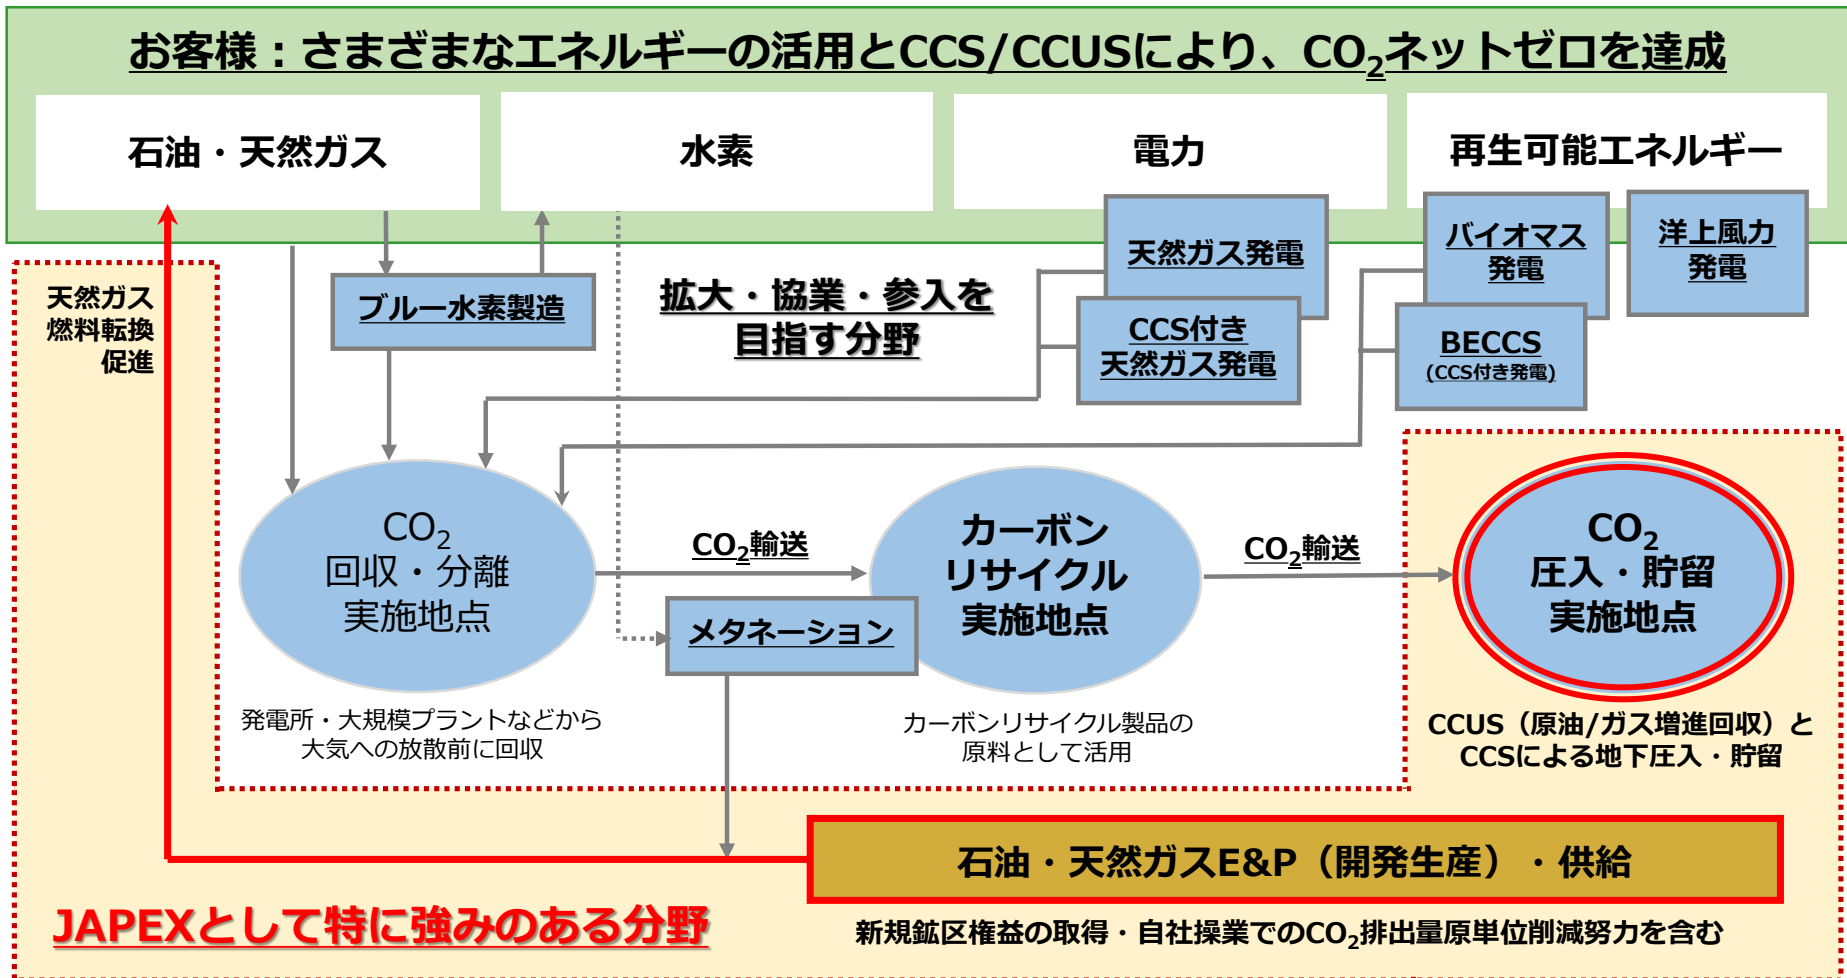 お客様：さまざまなエネルギーの活用とCCS/CCUSにより、CO₂ネットゼロを達成
石油・天然ガス
水素
電力
再生可能エネルギー
天然ガス発電
バイオマス
発電
洋上風力
発電
天然ガス
燃料転換
促進
ブルー水素製造
拡大・協業・参入を
目指す分野
CCS付き
天然ガス発電
BECCS
(CCS付き発電)
CO₂
回収・分離
実施地点
CO₂輸送
カーボン
リサイクル
実施地点
CO₂輸送
CO₂
圧入・貯留
実施地点
メタネーション
発電所・大規模プラントなどから
大気への放散前に回収
カーボンリサイクル製品の
原料として活用
CCUS（原油/ガス増進回収）と
CCSによる地下圧入・貯留
石油・天然ガスE&P（開発生産）・供給
JAPEXとして特に強みのある分野
新規鉱区権益の取得・自社操業でのCO₂排出量原単位削減努力を含む